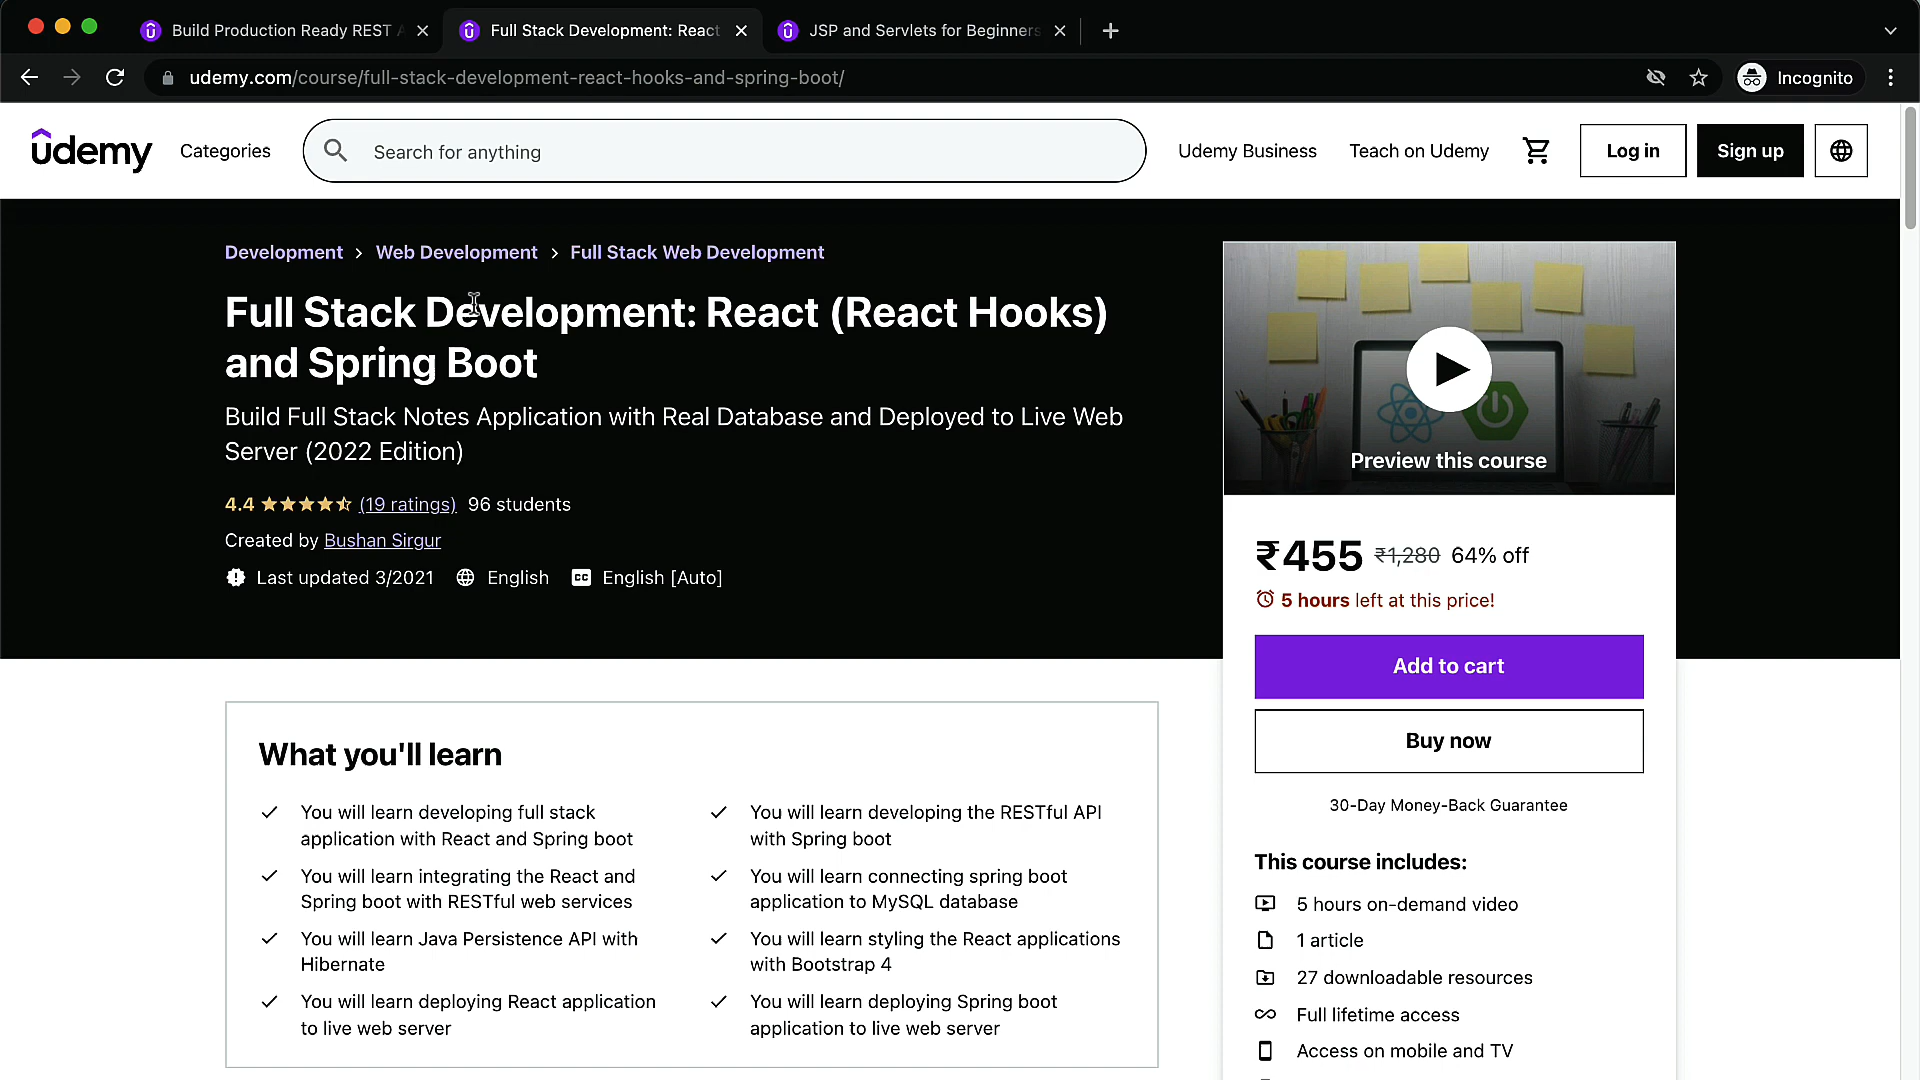 Build Production Ready REST A
Full Stack Development: React
JSP and Servlets for Beginners
udemy.com/course/full-stack-development-react-hooks-and-spring-boot/
Incognito
udemy
Categories
Search for anything
Udemy Business
Teach on Udemy
Log in
Sign up
Development > Web Development > Full Stack Web Development
Full Stack Development: React (React Hooks)
and Spring Boot
Build Full Stack Notes Application with Real Database and Deployed to Live Web
Server (2022 Edition)
4.4 (19 ratings) 96 students
Created by Bushan Sirgur
Last updated 3/2021 English CC English [Auto]
Preview this course
₹455 ₹1,280 64% off
5 hours left at this price!
Add to cart
Buy now
30-Day Money-Back Guarantee
This course includes:
5 hours on-demand video
1 article
27 downloadable resources
Full lifetime access
Access on mobile and TV
What you'll learn
You will learn developing full stack
application with React and Spring boot
You will learn integrating the React and
Spring boot with RESTful web services
You will learn Java Persistence API with
Hibernate
You will learn deploying React application
to live web server
You will learn developing the RESTful API
with Spring boot
You will learn connecting spring boot
application to MySQL database
You will learn styling the React applications
with Bootstrap 4
You will learn deploying Spring boot
application to live web server